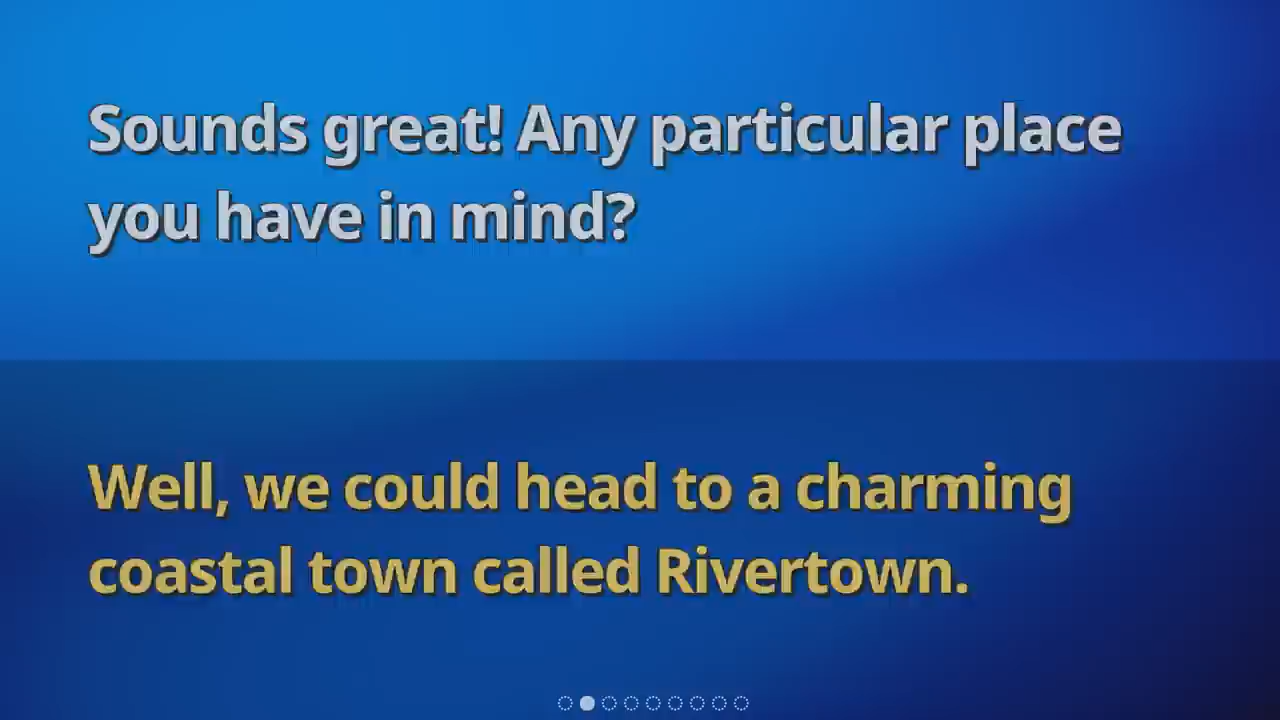 Sounds great! Any particular place
you have in mind?
Well, we could head to a charming
coastal town called Rivertown.